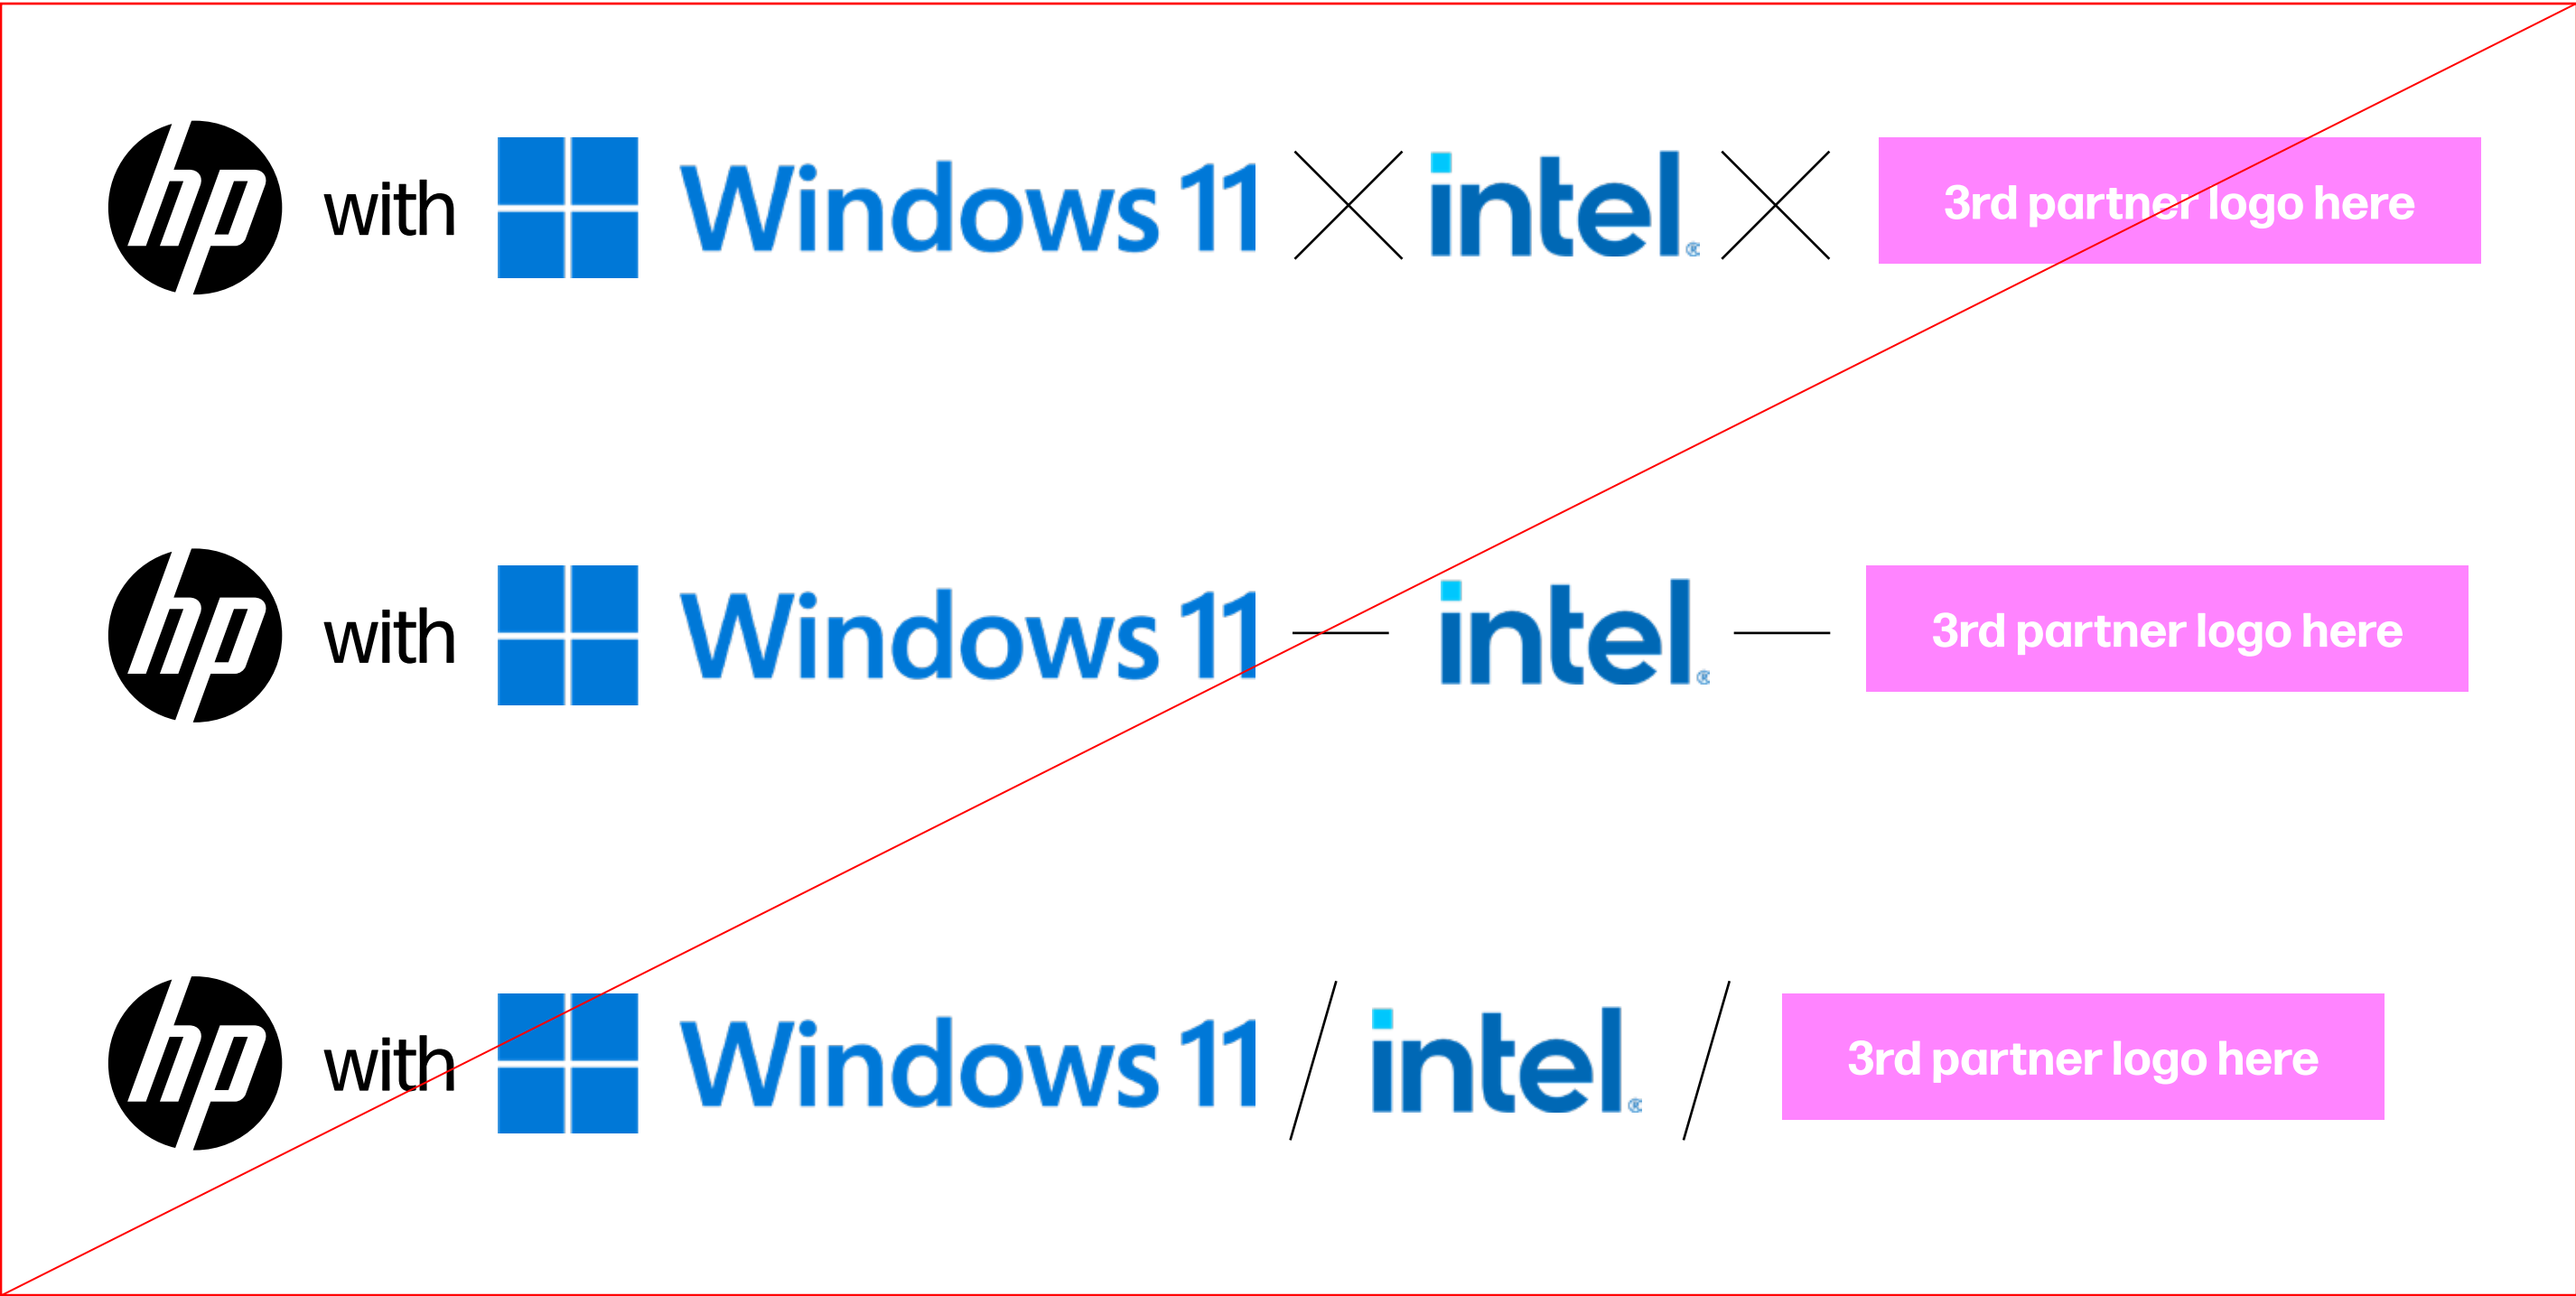 hp with Windows 11 intel® 3rd partner logo here
hp with Windows 11 — intel® — 3rd partner logo here
hp with Windows 11 / intel® / 3rd partner logo here